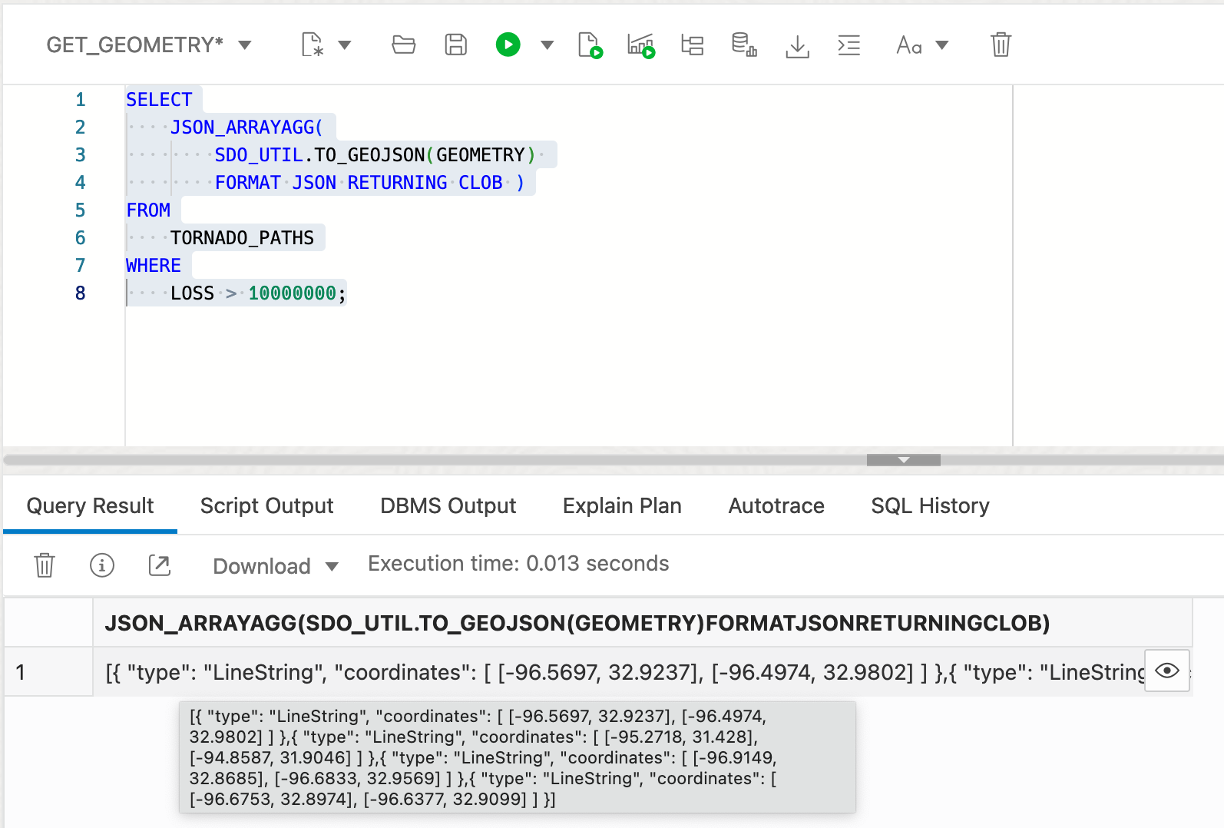 GET_GEOMETRY*
Aa
1 SELECT
2 JSON_ARRAYAGG(
3 SDO_UTIL.TO_GEOJSON(GEOMETRY)
4 FORMAT JSON RETURNING CLOB )
5 FROM
6 TORNADO_PATHS
7 WHERE
8 LOSS > 10000000;
Query Result Script Output DBMS Output Explain Plan Autotrace SQL History
Download Execution time: 0.013 seconds
JSON_ARRAYAGG(SDO_UTIL.TO_GEOJSON(GEOMETRY)FORMATJSONRETURNINGCLOB)
1 [{ "type": "LineString", "coordinates": [ [-96.5697, 32.9237], [-96.4974, 32.9802] ] },{ "type": "LineString
[{ "type": "LineString", "coordinates": [ [-96.5697, 32.9237], [-96.4974,
32.9802] ] },{ "type": "LineString", "coordinates": [ [-95.2718, 31.428],
[-94.8587, 31.9046] ] },{ "type": "LineString", "coordinates": [ [-96.9149,
32.8685], [-96.6833, 32.9569] ] },{ "type": "LineString", "coordinates": [
[-96.6753, 32.8974], [-96.6377, 32.9099] ] }]